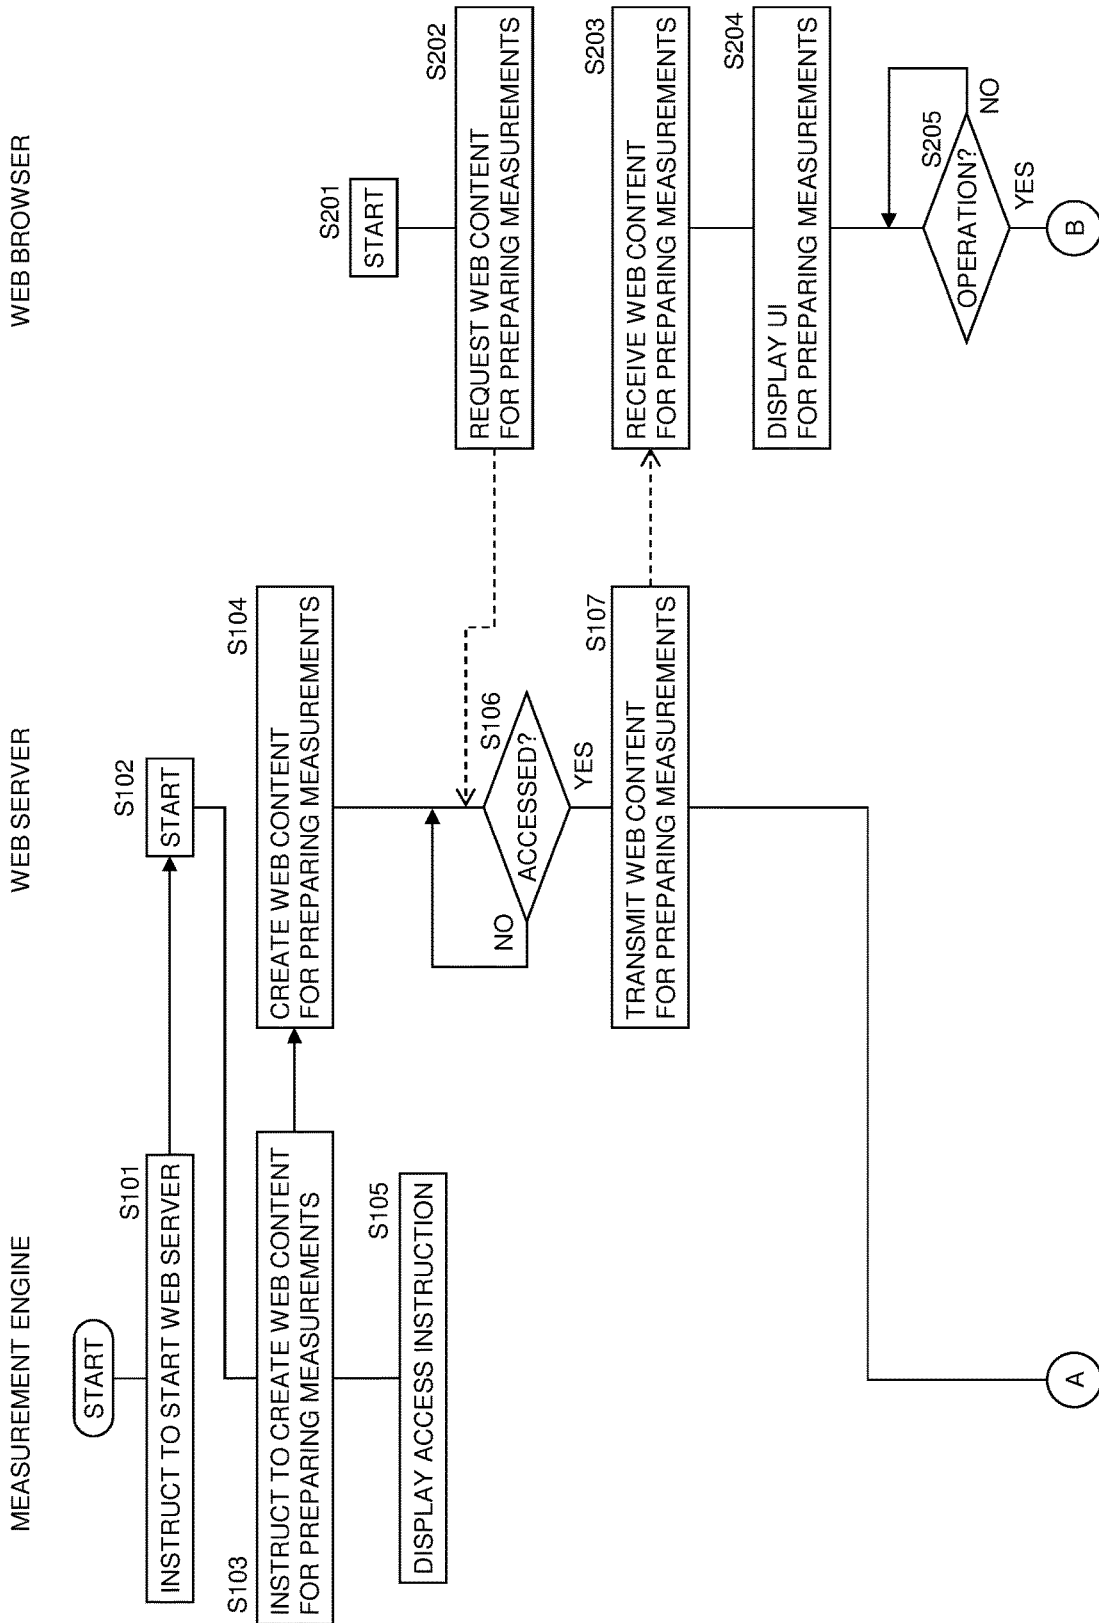 MEASUREMENT ENGINE
WEB SERVER
WEB BROWSER
START
S101
INSTRUCT TO START WEB SERVER
S102
START
S103
INSTRUCT TO CREATE WEB CONTENT
FOR PREPARING MEASUREMENTS
S104
CREATE WEB CONTENT
FOR PREPARING MEASUREMENTS
S105
DISPLAY ACCESS INSTRUCTION
S201
START
S202
REQUEST WEB CONTENT
FOR PREPARING MEASUREMENTS
S106
ACCESSED?
NO
YES
S107
TRANSMIT WEB CONTENT
FOR PREPARING MEASUREMENTS
S203
RECEIVE WEB CONTENT
FOR PREPARING MEASUREMENTS
S204
DISPLAY UI
FOR PREPARING MEASUREMENTS
S205
OPERATION?
NO
YES
A
B